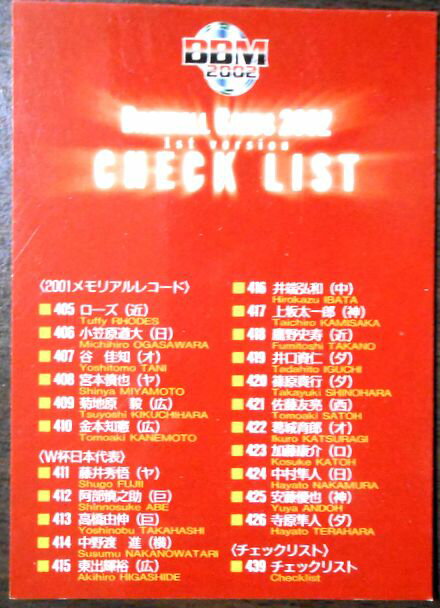 BBM
2002
BASEBALL CARDS 2002
1st version
CHECK LIST
〈2001メモリアルレコード〉
405 ローズ（近）
Tuffy RHODES
406 小笠原道大（日）
Michihiro OGASAWARA
407 谷 佳知（オ）
Yoshitomo TANI
408 宮本慎也（ヤ）
Shinya MIYAMOTO
409 菊地原 毅（広）
Tsuyoshi KIKUCHIHARA
410 金本知憲（広）
Tomoaki KANEMOTO
〈W杯日本代表〉
411 藤井秀悟（ヤ）
Shugo FUJII
412 阿部慎之助（巨）
Shinnosuke ABE
413 高橋由伸（巨）
Yoshinobu TAKAHASHI
414 中野渡 進（横）
Susumu NAKANOWATARI
415 東出輝裕（広）
Akihiro HIGASHIDE
416 井端弘和（中）
Hirokazu IBATA
417 上坂太一郎（神）
Taichiro KAMISAKA
418 鷹野史寿（近）
Fumitoshi TAKANO
419 井口資仁（ダ）
Tadahito IGUCHI
420 篠原貴行（ダ）
Takayuki SHINOHARA
421 佐藤友亮（西）
Tomoaki SATOH
422 葛城育郎（オ）
Ikuro KATSURAGI
423 加藤康介（ロ）
Kosuke KATOH
424 中村隼人（日）
Hayato NAKAMURA
425 安藤優也（神）
Yuya ANDOH
426 寺原隼人（ダ）
Hayato TERAHARA
〈チェックリスト〉
439 チェックリスト
Checklist